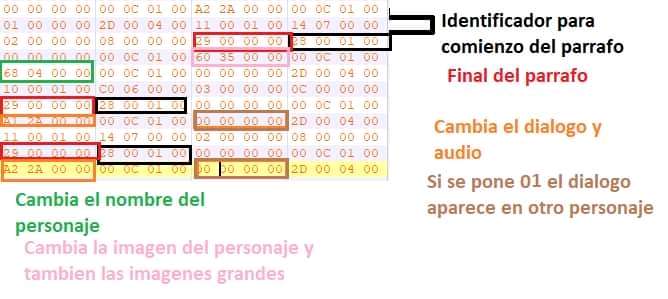 00 00 00 00 00 00 0C 01 A2 2A 00 00 00 00 0C 01
01 00 00 00 2D 00 04 00 11 00 01 00 14 07 00 00
02 00 00 00 08 00 00 00 29 00 00 00 28 00 01 00
00 00 00 00 00 00 0C 01 60 35 00 00 00 00 0C 01
68 04 00 00 00 00 0C 01 00 00 00 00 2D 00 04 00
10 00 01 00 C0 06 00 00 03 00 00 00 0C 00 00 00
29 00 00 00 28 00 01 00 00 00 00 00 00 00 0C 01
A2 2A 00 00 00 00 0C 01 00 00 00 00 2D 00 04 00
11 00 01 00 14 07 00 00 02 00 00 00 08 00 00 00
29 00 00 00 28 00 01 00 00 00 00 00 00 00 0C 01
A2 2A 00 00 00 00 0C 01 00 00 00 00 2D 00 04 00
Identificador para
comienzo del parrafo
Final del parrafo
Cambia el dialogo y
audio
Si se pone 01 el dialogo
aparece en otro personaje
Cambia el nombre del
personaje
Cambia la imagen del personaje y
tambien las imagenes grandes